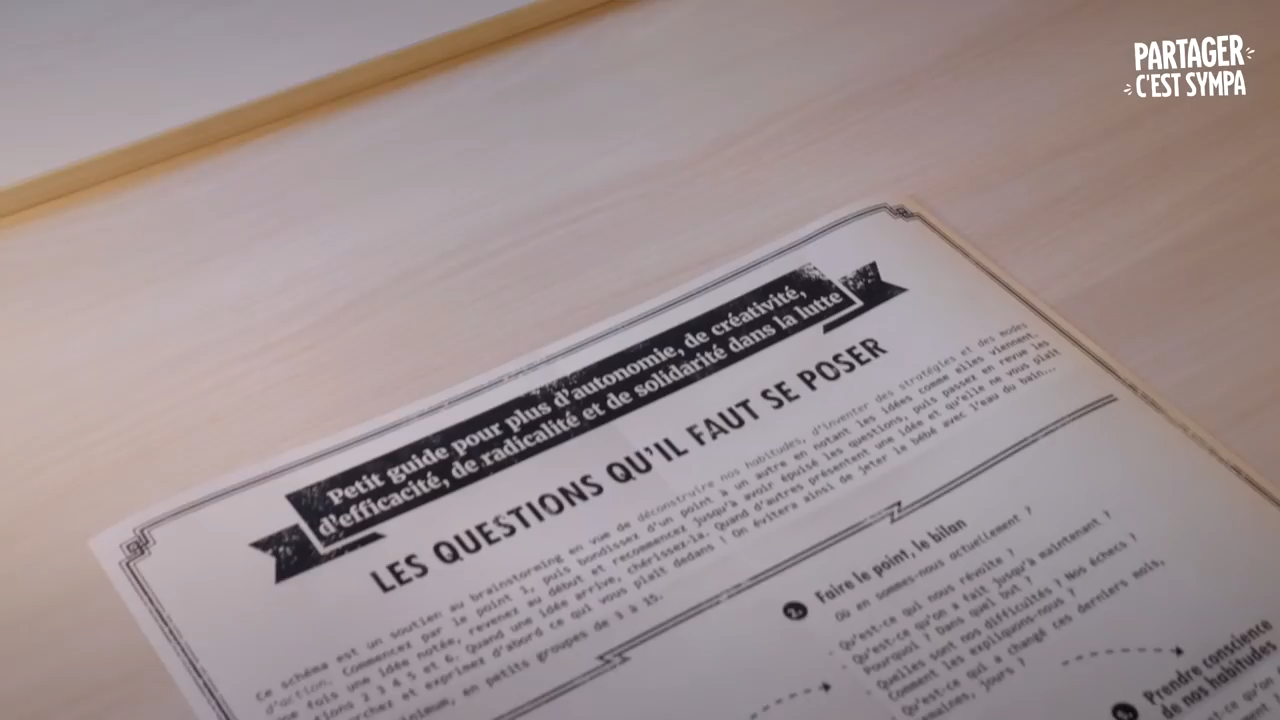 PARTAGER
C'EST SYMPA
Petit guide pour plus d'autonomie, de créativité,
d'efficacité, de radicalité et de solidarité dans la lutte
LES QUESTIONS QU'IL FAUT SE POSER
Ce schéma est un soutien au brainstorming en vue de déconstruire nos habitudes, d'inventer des stratégies et des modes
d'action. Commencez par le point 1, puis bondissez d'un point à un autre en notant les idées comme elles viennent.
une fois une idée notée, revenez au début et recommencez jusqu'à avoir épuisé les questions, puis passez en revue les
tions 2 3 4 5 et 6. Quand une idée arrive, chérissez-la. Quand d'autres présentent une idée et qu'elle ne vous plaît
rchez et exprimez d'abord ce qui vous plaît dedans ! On évitera ainsi de jeter le bébé avec l'eau du bain...
nimum, en petits groupes de 3 à 15.
2. Faire le point, le bilan
Où en sommes-nous actuellement ?
Qu'est-ce qui nous révolte ?
Qu'est-ce qu'on a fait jusqu'à maintenant ?
Pourquoi ? Dans quel but ?
Quelles sont nos difficultés ? Nos échecs ?
Comment les expliquons-nous ?
Qu'est-ce qui a changé ces derniers mois,
maines, jours ?
Prendre conscience
de nos habitudes